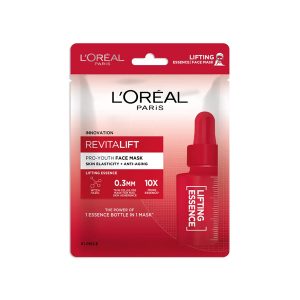 L'ORÉAL
PARIS
LIFTING
ESSENCE FACE MASK
L'ORÉAL
PARIS
INNOVATION
REVITALIFT
PRO-YOUTH FACE MASK
SKIN ELASTICITY + ANTI-AGING
LIFTING ESSENCE
0.3MM
10X
THE POWER OF
1 ESSENCE BOTTLE IN 1 MASK
LIFTING
ESSENCE